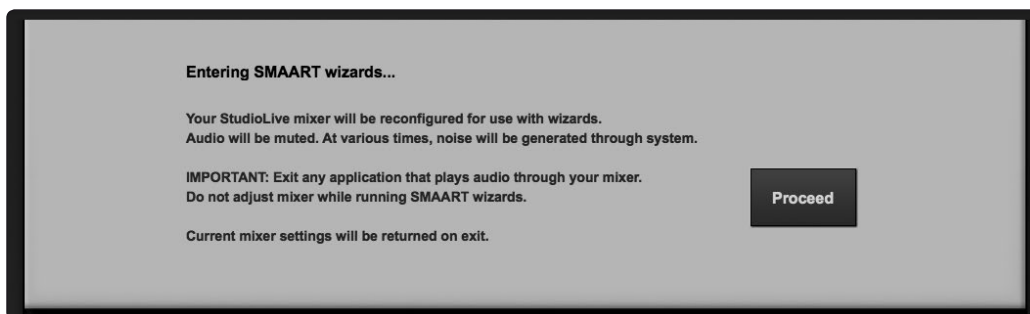 Entering SMAART wizards...
Your StudioLive mixer will be reconfigured for use with wizards.
Audio will be muted. At various times, noise will be generated through system.
IMPORTANT: Exit any application that plays audio through your mixer.
Do not adjust mixer while running SMAART wizards.
Proceed
Current mixer settings will be returned on exit.